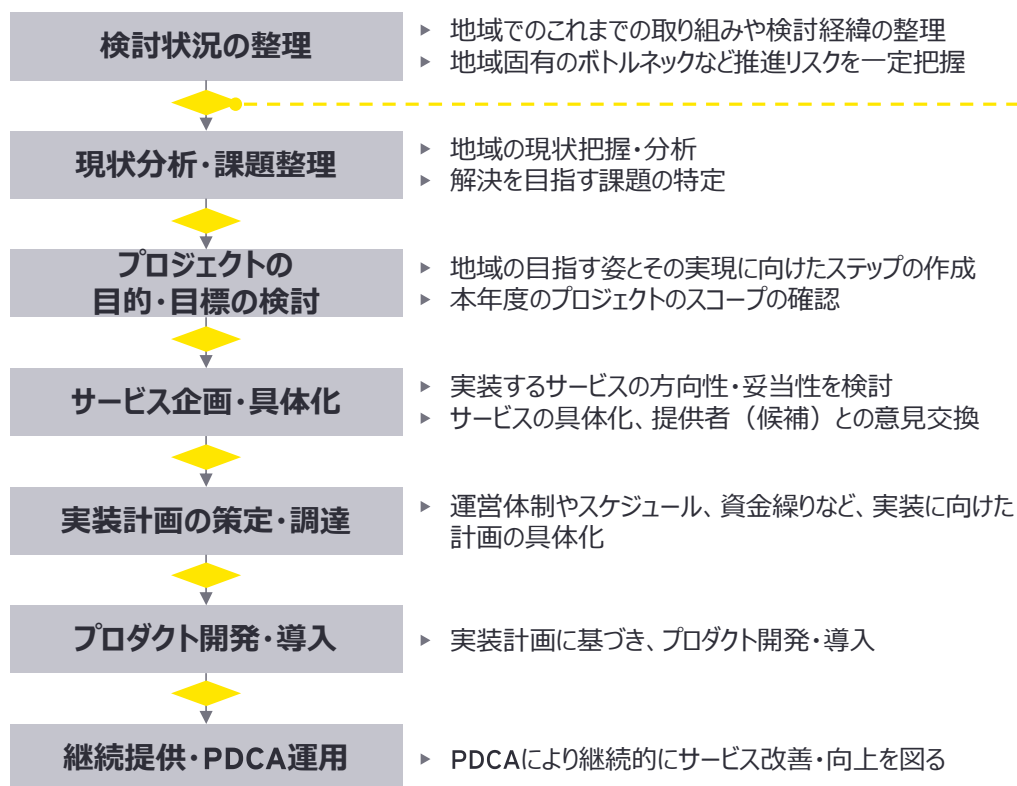 検討状況の整理
▶ 地域でのこれまでの取り組みや検討経緯の整理
▶ 地域固有のボトルネックなど推進リスクを一定把握
現状分析・課題整理
▶ 地域の現状把握・分析
▶ 解決を目指す課題の特定
プロジェクトの
目的・目標の検討
▶ 地域の目指す姿とその実現に向けたステップの作成
▶ 本年度のプロジェクトのスコープの確認
サービス企画・具体化
▶ 実装するサービスの方向性・妥当性を検討
▶ サービスの具体化、提供者（候補）との意見交換
実装計画の策定・調達
▶ 運営体制やスケジュール、資金繰りなど、実装に向けた
計画の具体化
プロダクト開発・導入
▶ 実装計画に基づき、プロダクト開発・導入
継続提供・PDCA運用
▶ PDCAにより継続的にサービス改善・向上を図る